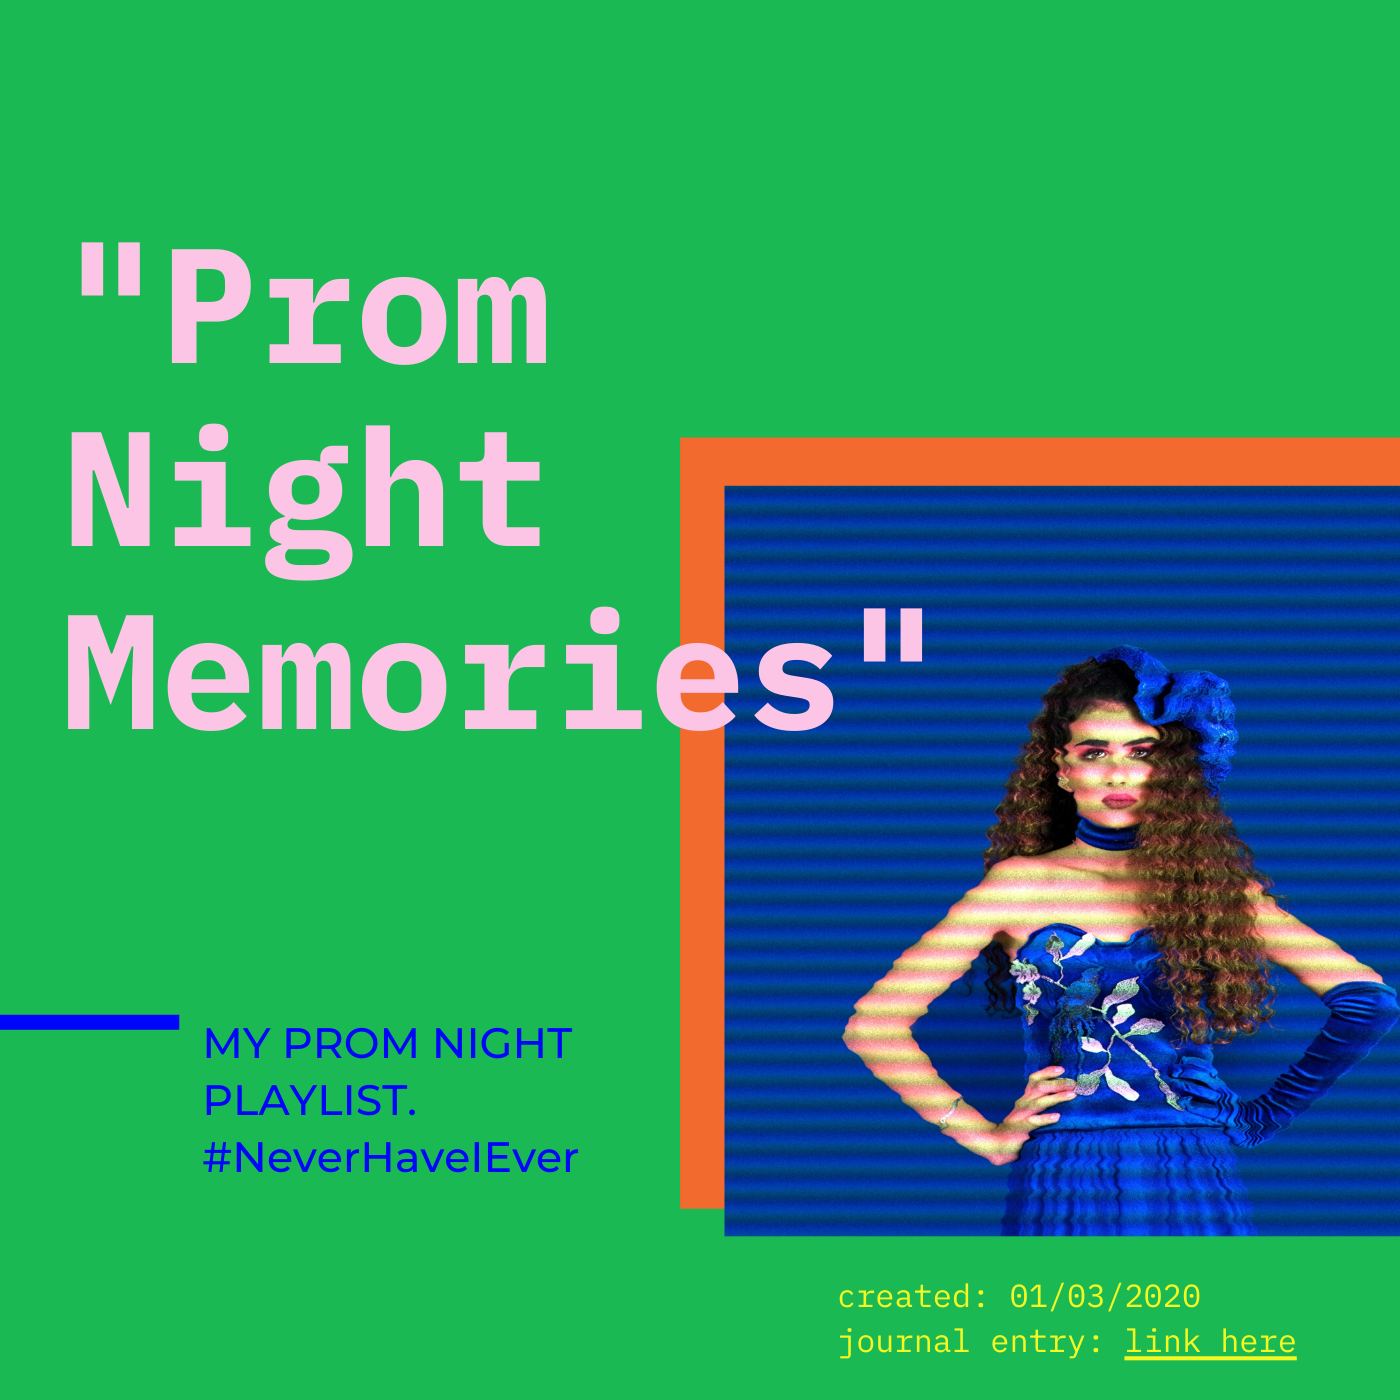 "Prom
Night
Memories"
MY PROM NIGHT
PLAYLIST.
#NeverHaveIEver
created: 01/03/2020
journal entry: link here